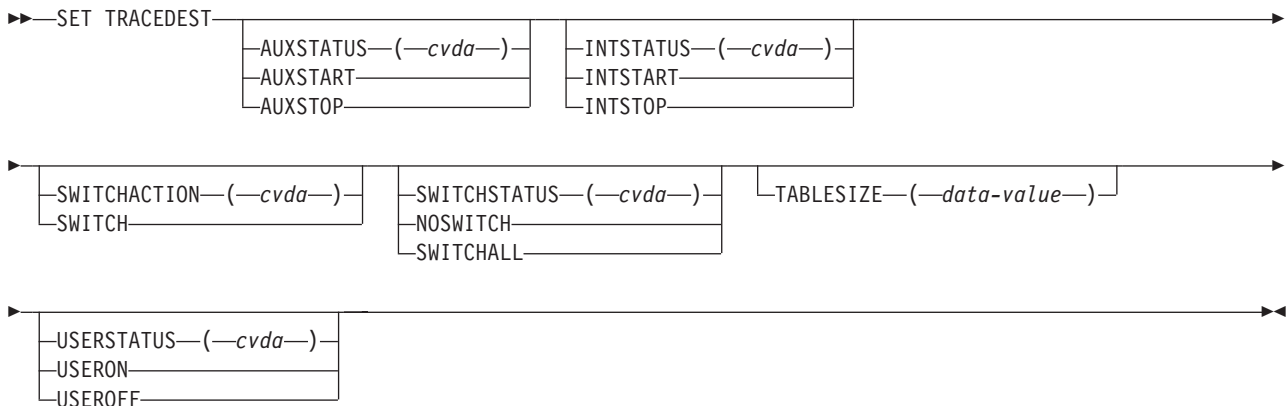 SET TRACEDEST
AUXSTATUS ( cvda ) INTSTATUS ( cvda )
AUXSTART INTSTART
AUXSTOP INTSTOP
SWITCHACTION ( cvda ) SWITCHSTATUS ( cvda ) TABLESIZE ( data-value )
SWITCH NOSWITCH
SWITCHALL
USERSTATUS ( cvda )
USERON
USEROFF